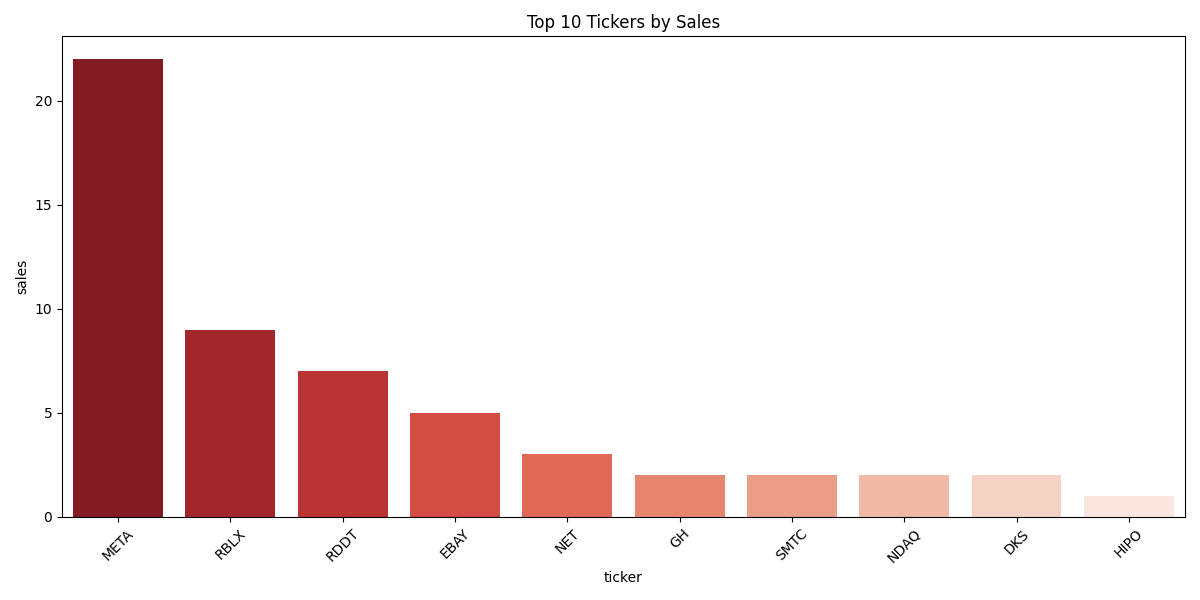 Top 10 Tickers by Sales
sales
20
15
10
5
0
META
RBLX
RDDT
EBAY
NET
GH
SMTC
NDAQ
DKS
HIPO
ticker